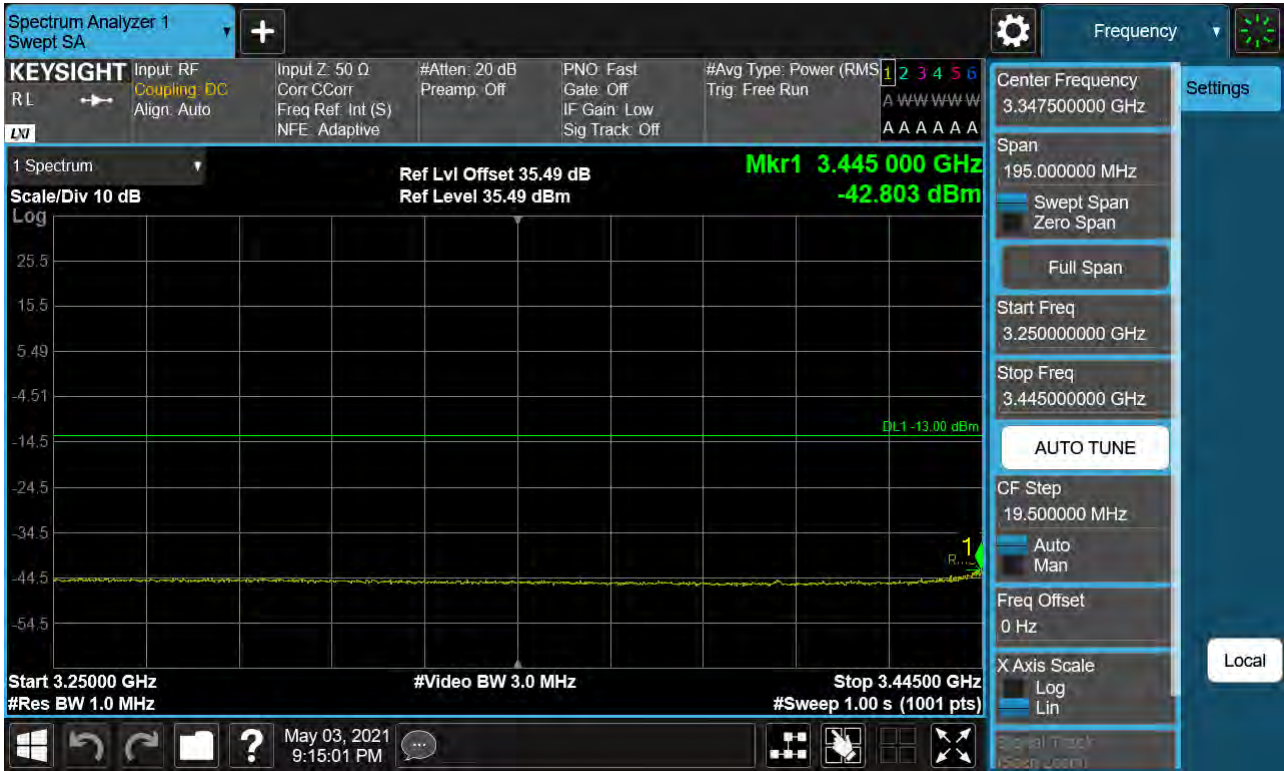 Spectrum Analyzer 1
Swept SA
+
Frequency
KEYSIGHT
RL
LXI
Input: RF
Coupling: DC
Align: Auto
Input Z: 50 Ω
Corr CCorr
Freq Ref: Int (S)
NFE: Adaptive
#Atten: 20 dB
Preamp: Off
PNO: Fast
Gate: Off
IF Gain: Low
Sig Track: Off
#Avg Type: Power (RMS
Trig: Free Run
1 2 3 4 5 6
A W W W W W
A A A A A A
1 Spectrum
Scale/Div 10 dB
Log
Ref Lvl Offset 35.49 dB
Ref Level 35.49 dBm
Mkr1 3.445 000 GHz
-42.803 dBm
25.5
15.5
5.49
-4.51
DL1 -13.00 dBm
-14.5
-24.5
-34.5
1
-44.5
-54.5
Start 3.25000 GHz
#Res BW 1.0 MHz
#Video BW 3.0 MHz
Stop 3.44500 GHz
#Sweep 1.00 s (1001 pts)
Center Frequency
3.347500000 GHz
Settings
Span
195.000000 MHz
Swept Span
Zero Span
Full Span
Start Freq
3.250000000 GHz
Stop Freq
3.445000000 GHz
AUTO TUNE
CF Step
19.500000 MHz
Auto
Man
Freq Offset
0 Hz
X Axis Scale
Log
Lin
Signal Track
(Span Zoom)
Local
?
May 03, 2021
9:15:01 PM